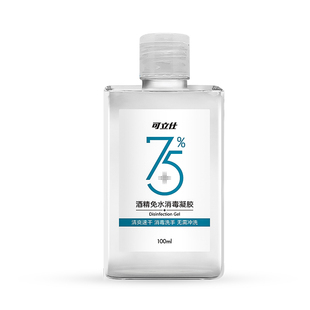 可立仕
75%
酒精免水消毒凝胶
Disinfection Gel
清爽速干 消毒洗手 无需冲洗
100ml